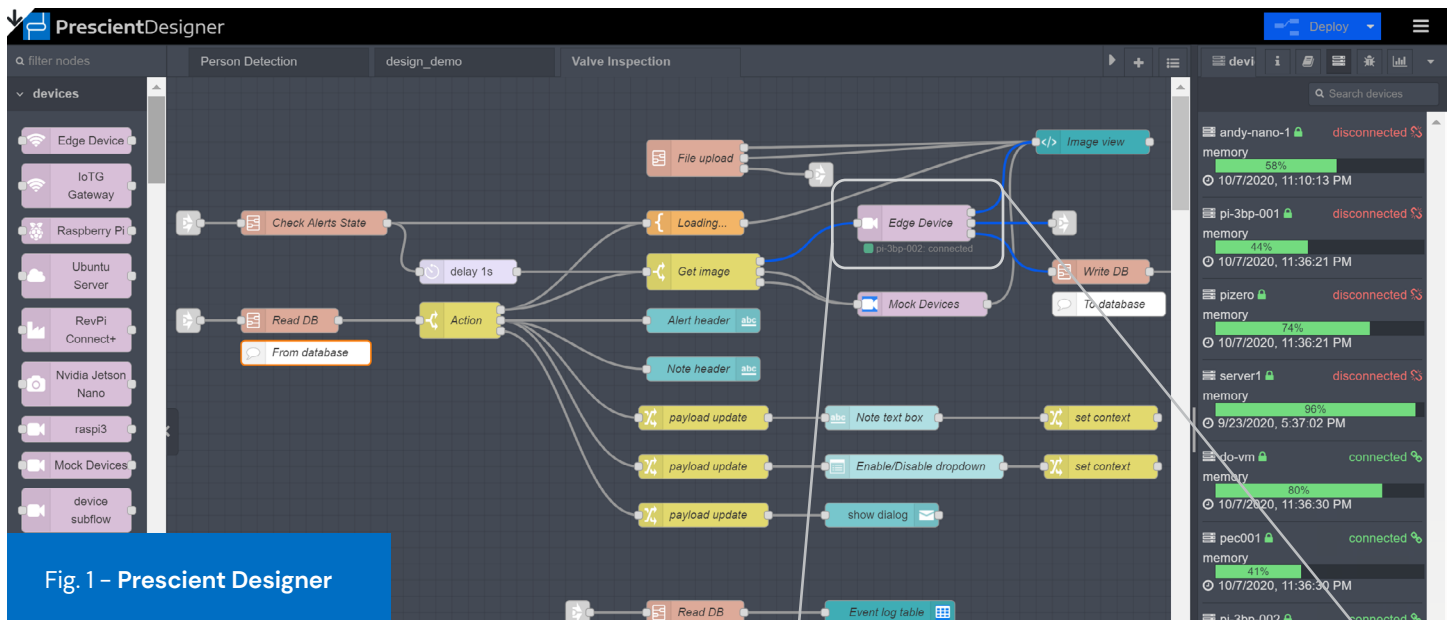 PrescientDesigner
Deploy
filter nodes
Person Detection
design_demo
Valve Inspection
devi
i
Search devices
devices
Edge Device
IoTG
Gateway
Raspberry Pi
Ubuntu
Server
RevPi
Connect+
Nvidia Jetson
Nano
raspi3
Mock Devices
device
subflow
File upload
</> Image view
Check Alerts State
{ Loading...
Edge Device
pi-3bp-002: connected
delay 1s
Get image
Write DB
Mock Devices
To database
Read DB
Action
Alert header abc
From database
Note header abc
payload update
abc Note text box
set context
payload update
Enable/Disable dropdown
set context
payload update
show dialog
Read DB
Event log table
andy-nano-1 disconnected
memory
58%
10/7/2020, 11:10:13 PM
pi-3bp-001 disconnected
memory
44%
10/7/2020, 11:36:21 PM
pizero disconnected
memory
74%
10/7/2020, 11:36:21 PM
server1 disconnected
memory
96%
9/23/2020, 5:37:02 PM
do-vm connected
memory
80%
10/7/2020, 11:36:30 PM
pec001 connected
memory
41%
10/7/2020, 11:36:30 PM
pi-3bp-002 connected
Fig. 1 – Prescient Designer